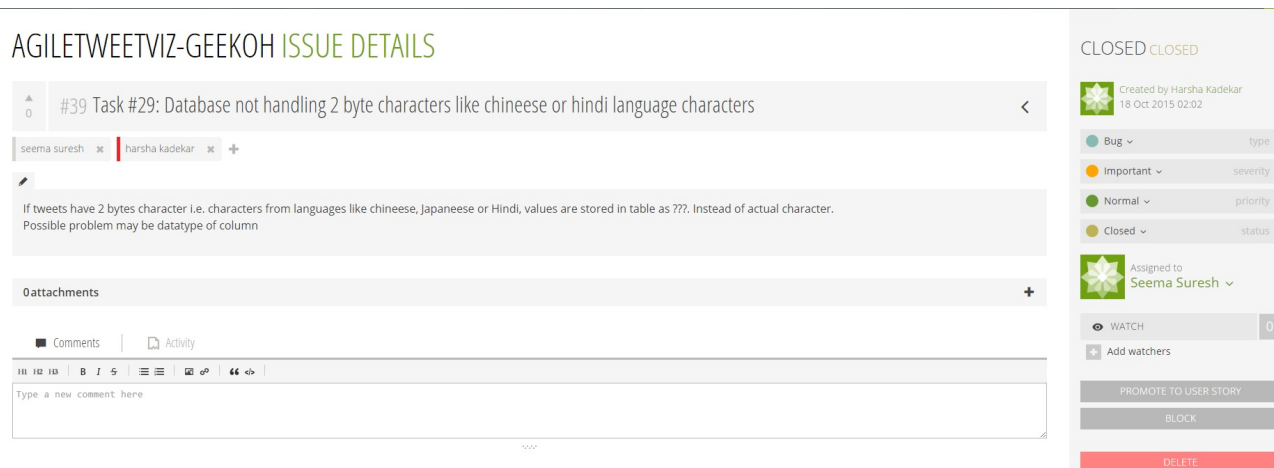 AGILETWEETVIZ-GEEKOH ISSUE DETAILS
0
#39 Task #29: Database not handling 2 byte characters like chineese or hindi language characters
seema suresh
harsha kadekar
If tweets have 2 bytes character i.e. characters from languages like chineese, Japaneese or Hindi, values are stored in table as ???. Instead of actual character.
Possible problem may be datatype of column
0 attachments
Comments Activity
H1 H2 H3 B I S
Type a new comment here
CLOSED CLOSED
Created by Harsha Kadekar
18 Oct 2015 02:02
Bug type
Important severity
Normal priority
Closed status
Assigned to
Seema Suresh
WATCH 0
Add watchers
PROMOTE TO USER STORY
BLOCK
DELETE